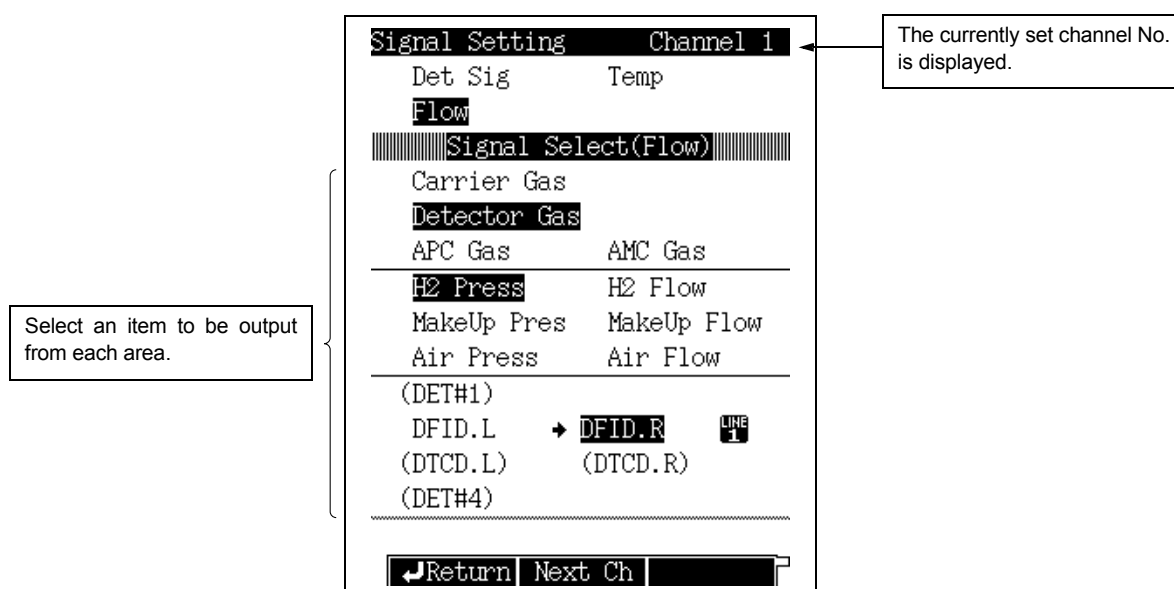 Signal Setting Channel 1
Det Sig Temp
Flow
Signal Select(Flow)
Carrier Gas
Detector Gas
APC Gas AMC Gas
H2 Press H2 Flow
MakeUp Pres MakeUp Flow
Air Press Air Flow
(DET#1)
DFID.L DFID.R LINE 1
(DTCD.L) (DTCD.R)
(DET#4)
Return Next Ch
The currently set channel No.
is displayed.
Select an item to be output
from each area.